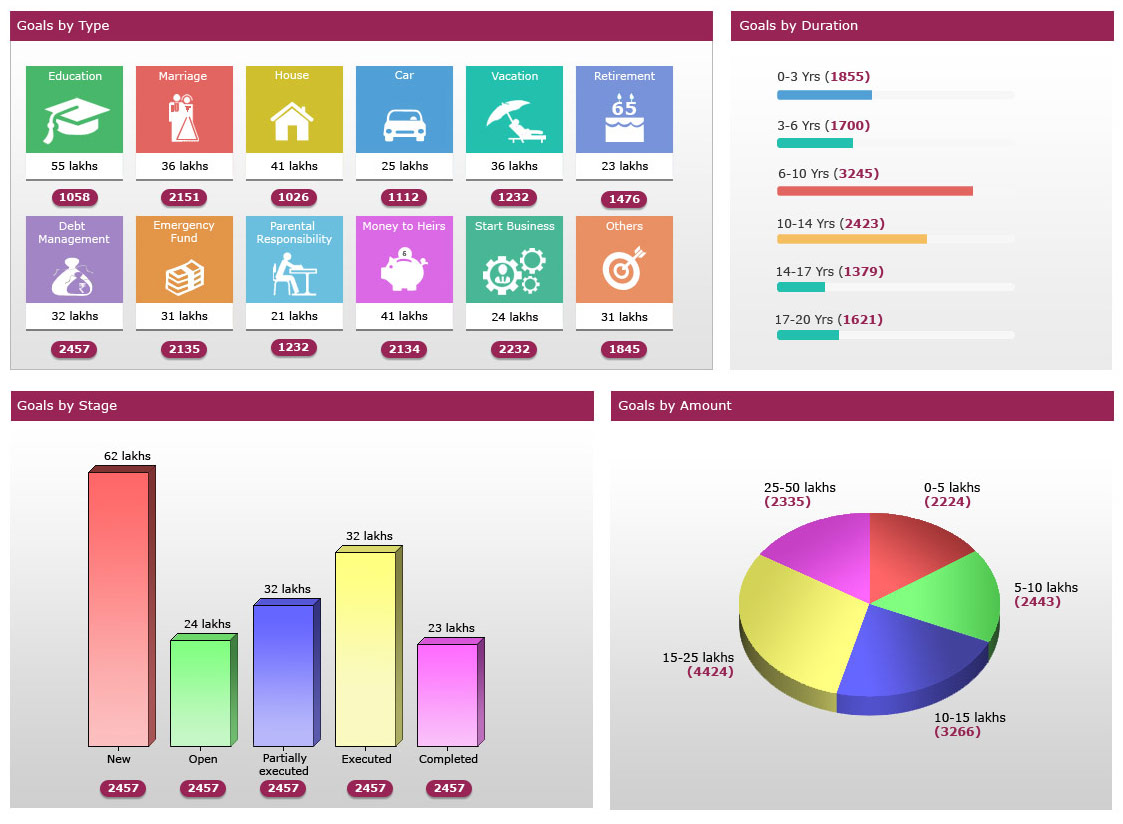 Goals by Type
Education
Marriage
House
Car
Vacation
Retirement
65
55 lakhs
36 lakhs
41 lakhs
25 lakhs
36 lakhs
23 lakhs
1058
2151
1026
1112
1232
1476
Debt
Management
Emergency
Fund
Parental
Responsibility
Money to Heirs
6
Start Business
Others
₹
32 lakhs
31 lakhs
21 lakhs
41 lakhs
24 lakhs
31 lakhs
2457
2135
1232
2134
2232
1845
Goals by Duration
0-3 Yrs (1855)
3-6 Yrs (1700)
6-10 Yrs (3245)
10-14 Yrs (2423)
14-17 Yrs (1379)
17-20 Yrs (1621)
Goals by Stage
62 lakhs
24 lakhs
32 lakhs
32 lakhs
23 lakhs
New
Open
Partially
executed
Executed
Completed
2457
2457
2457
2457
2457
Goals by Amount
25-50 lakhs
(2335)
0-5 lakhs
(2224)
5-10 lakhs
(2443)
15-25 lakhs
(4424)
10-15 lakhs
(3266)